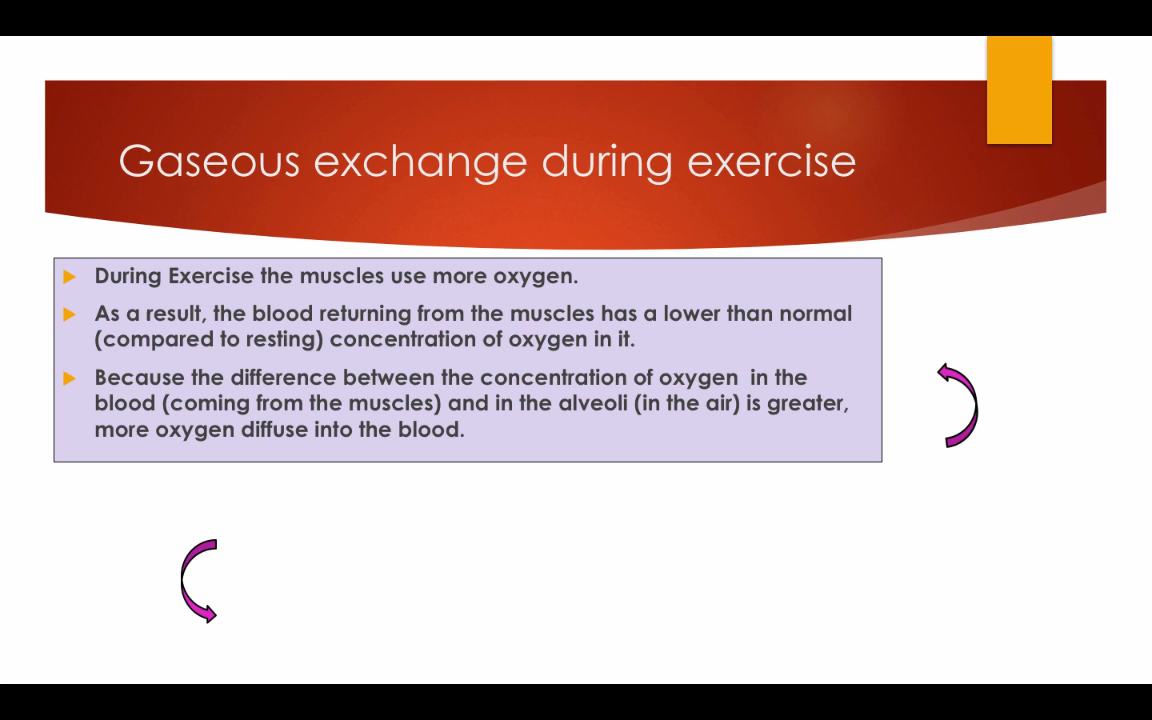 Gaseous exchange during exercise
During Exercise the muscles use more oxygen.
As a result, the blood returning from the muscles has a lower than normal
(compared to resting) concentration of oxygen in it.
Because the difference between the concentration of oxygen  in the
blood (coming from the muscles) and in the alveoli (in the air) is greater,
more oxygen diffuse into the blood.